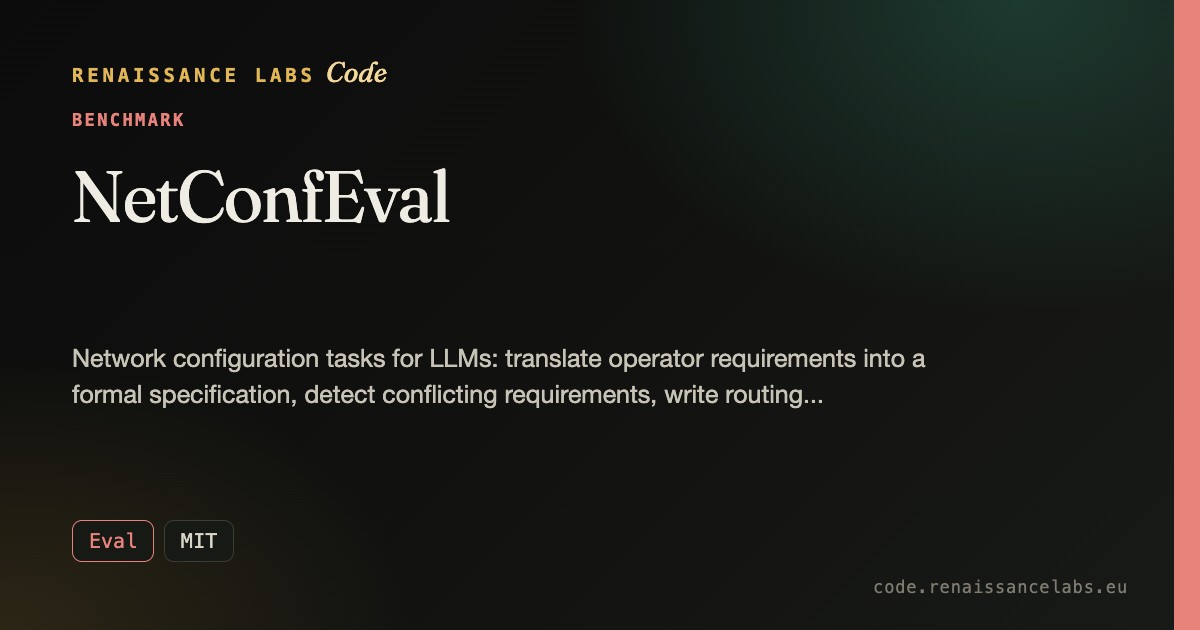 RENAISSANCE LABS Code
BENCHMARK
NetConfEval
Network configuration tasks for LLMs: translate operator requirements into a
formal specification, detect conflicting requirements, write routing...
Eval MIT
code.renaissancelabs.eu